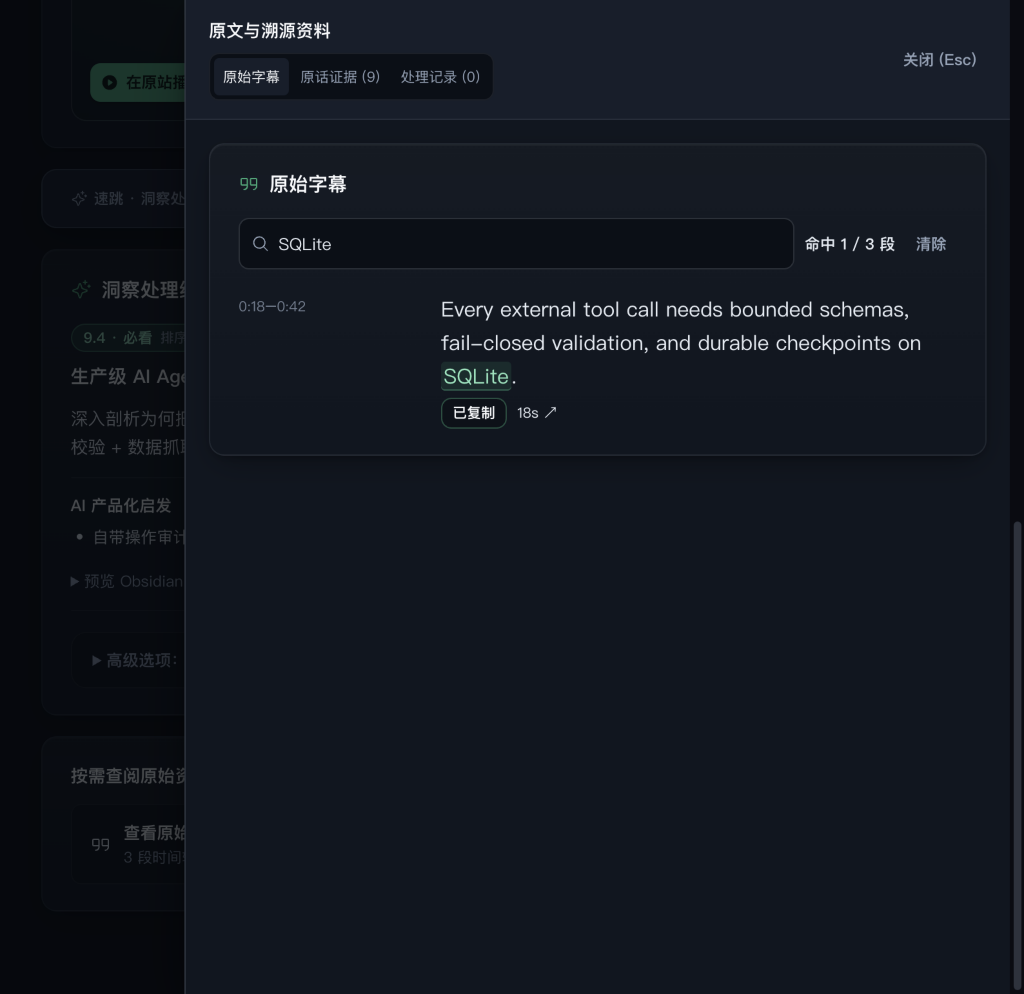 原文与溯源资料
原始字幕 原话证据 (9) 处理记录 (0)
关闭 (Esc)
在原站播
速跳 · 洞察处
洞察处理
9.4 · 必看 排序
生产级 AI Age
深入剖析为何
校验 + 数据抓
AI 产品化启发
• 自带操作审计
▶ 预览 Obsidian
▶ 高级选项：
按需查阅原始资
查看原始
3 段时间
原始字幕
SQLite
命中 1 / 3 段 清除
0:18—0:42
Every external tool call needs bounded schemas,
fail–closed validation, and durable checkpoints on
SQLite.
已复制 18s ↗